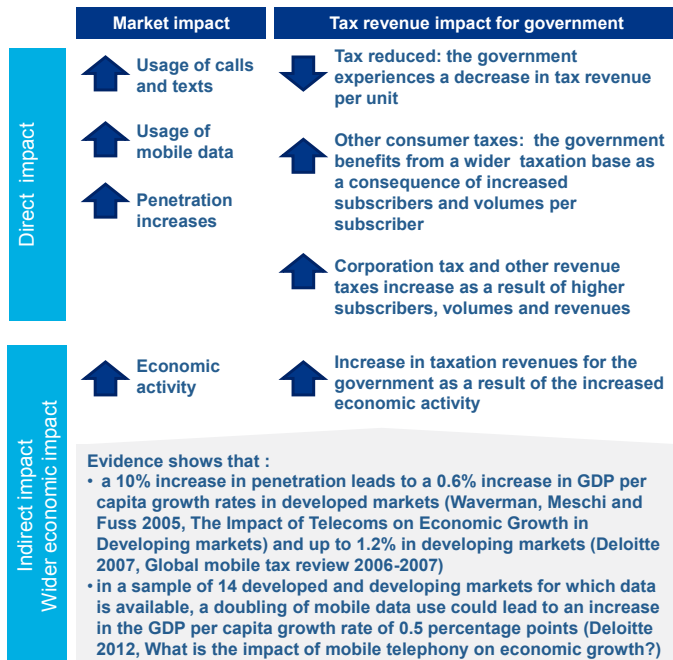 Market impact
Tax revenue impact for government
Direct impact
Usage of calls
and texts
Usage of
mobile data
Penetration
increases
Tax reduced: the government
experiences a decrease in tax revenue
per unit
Other consumer taxes: the government
benefits from a wider taxation base as
a consequence of increased
subscribers and volumes per
subscriber
Corporation tax and other revenue
taxes increase as a result of higher
subscribers, volumes and revenues
Indirect impact
Wider economic impact
Economic
activity
Increase in taxation revenues for the
government as a result of the increased
economic activity
Evidence shows that :
• a 10% increase in penetration leads to a 0.6% increase in GDP per
capita growth rates in developed markets (Waverman, Meschi and
Fuss 2005, The Impact of Telecoms on Economic Growth in
Developing markets) and up to 1.2% in developing markets (Deloitte
2007, Global mobile tax review 2006-2007)
• in a sample of 14 developed and developing markets for which data
is available, a doubling of mobile data use could lead to an increase
in the GDP per capita growth rate of 0.5 percentage points (Deloitte
2012, What is the impact of mobile telephony on economic growth?)